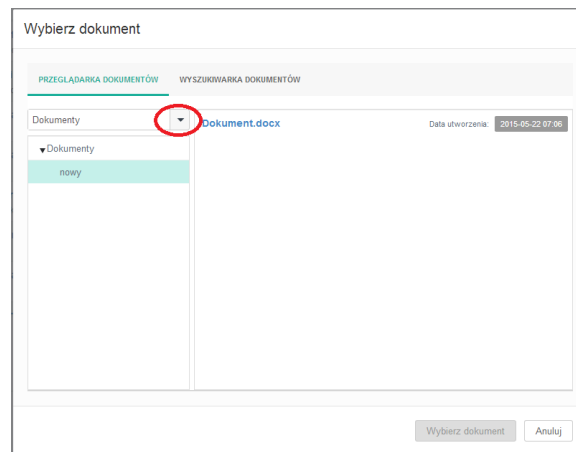 Wybierz dokument
PRZEGLĄDARKA DOKUMENTÓW WYSZUKIWARKA DOKUMENTÓW
Dokumenty
Dokumenty
nowy
Dokument.docx Data utworzenia: 2015-05-22 07:06
Wybierz dokument Anuluj